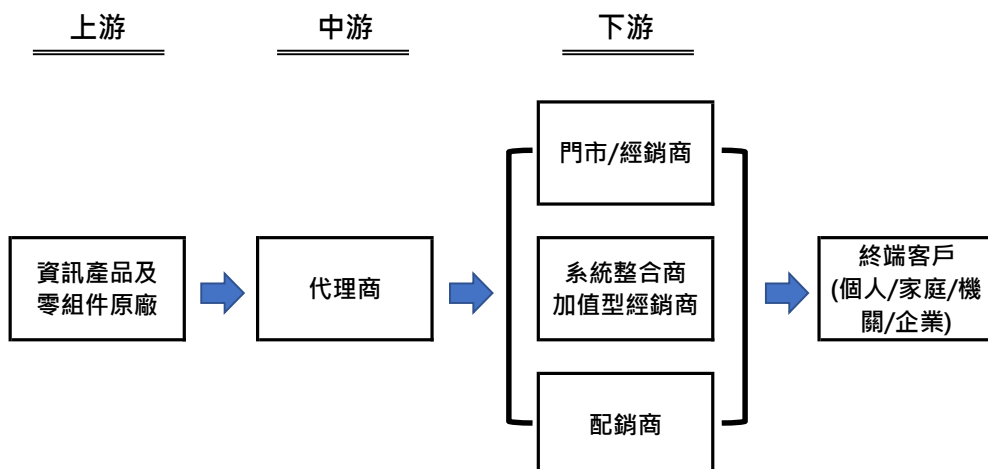 上游
中游
下游
門市/經銷商
資訊產品及
零組件原廠
代理商
系統整合商
加值型經銷商
終端客戶
(個人/家庭/機
關/企業)
配銷商